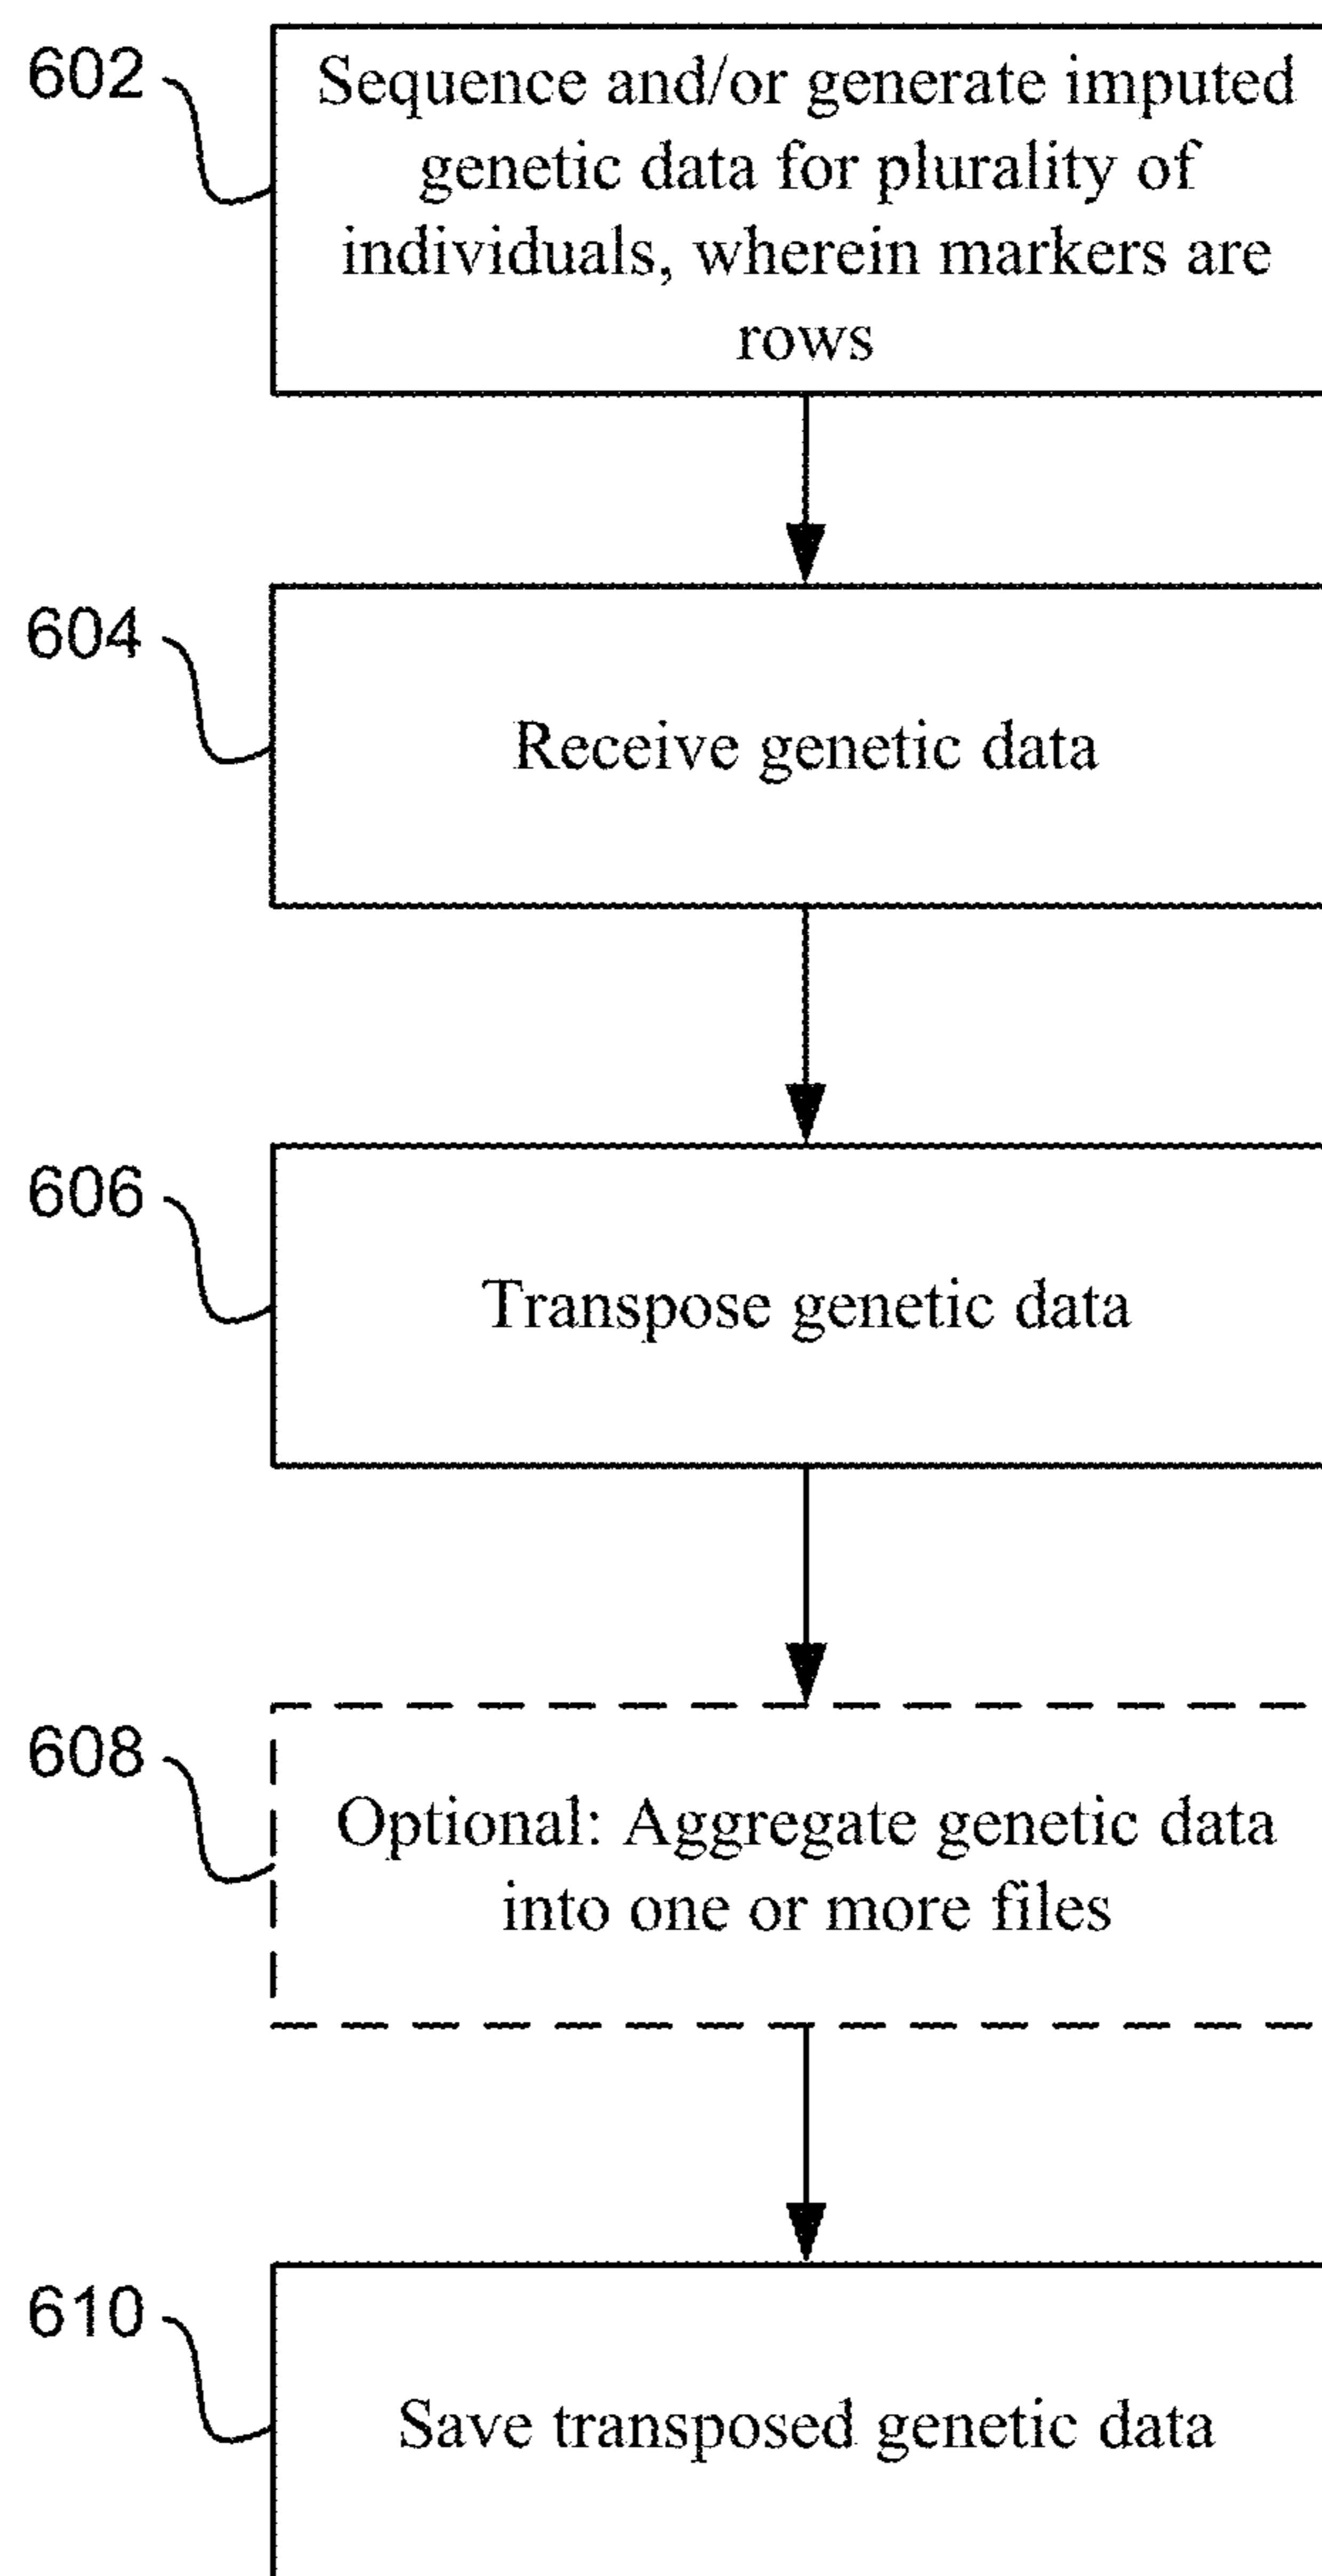 602
Sequence and/or generate imputed
genetic data for plurality of
individuals, wherein markers are
rows
604
Receive genetic data
606
Transpose genetic data
608
Optional: Aggregate genetic data
into one or more files
610
Save transposed genetic data